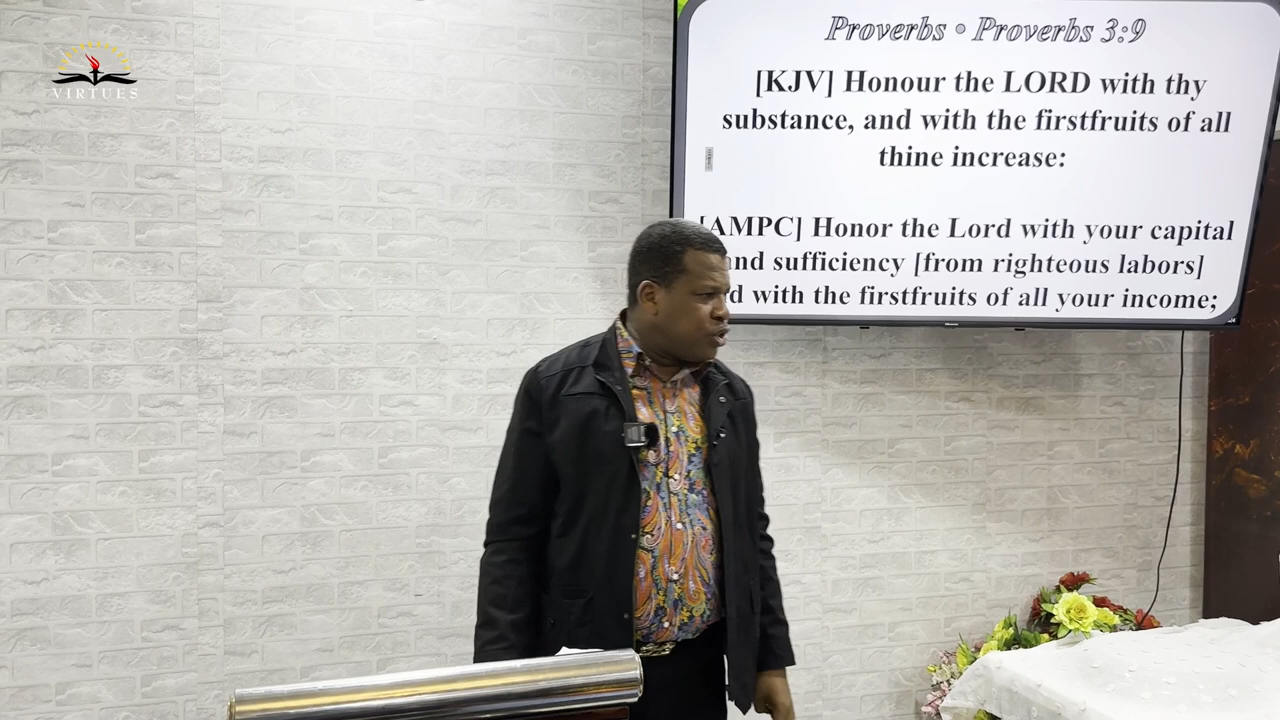 VIRTUES
Proverbs • Proverbs 3:9
[KJV] Honour the LORD with thy
substance, and with the firstfruits of all
thine increase:
[AMPC] Honor the Lord with your capital
and sufficiency [from righteous labors]
with the firstfruits of all your income;